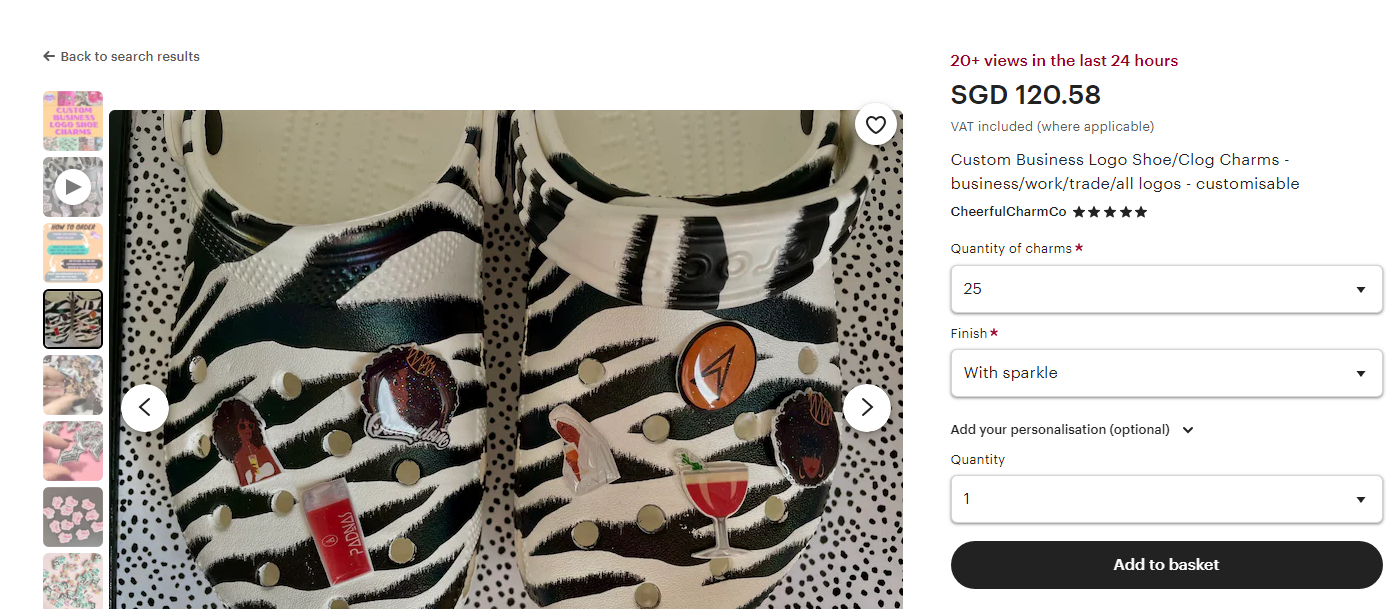 Back to search results
CUSTOM
BUSINESS
LOGO SHOE
CHARMS
HOW TO ORDER
PADNAS
20+ views in the last 24 hours
SGD 120.58
VAT included (where applicable)
Custom Business Logo Shoe/Clog Charms -
business/work/trade/all logos - customisable
CheerfulCharmCo
Quantity of charms *
25
Finish *
With sparkle
Add your personalisation (optional)
Quantity
1
Add to basket